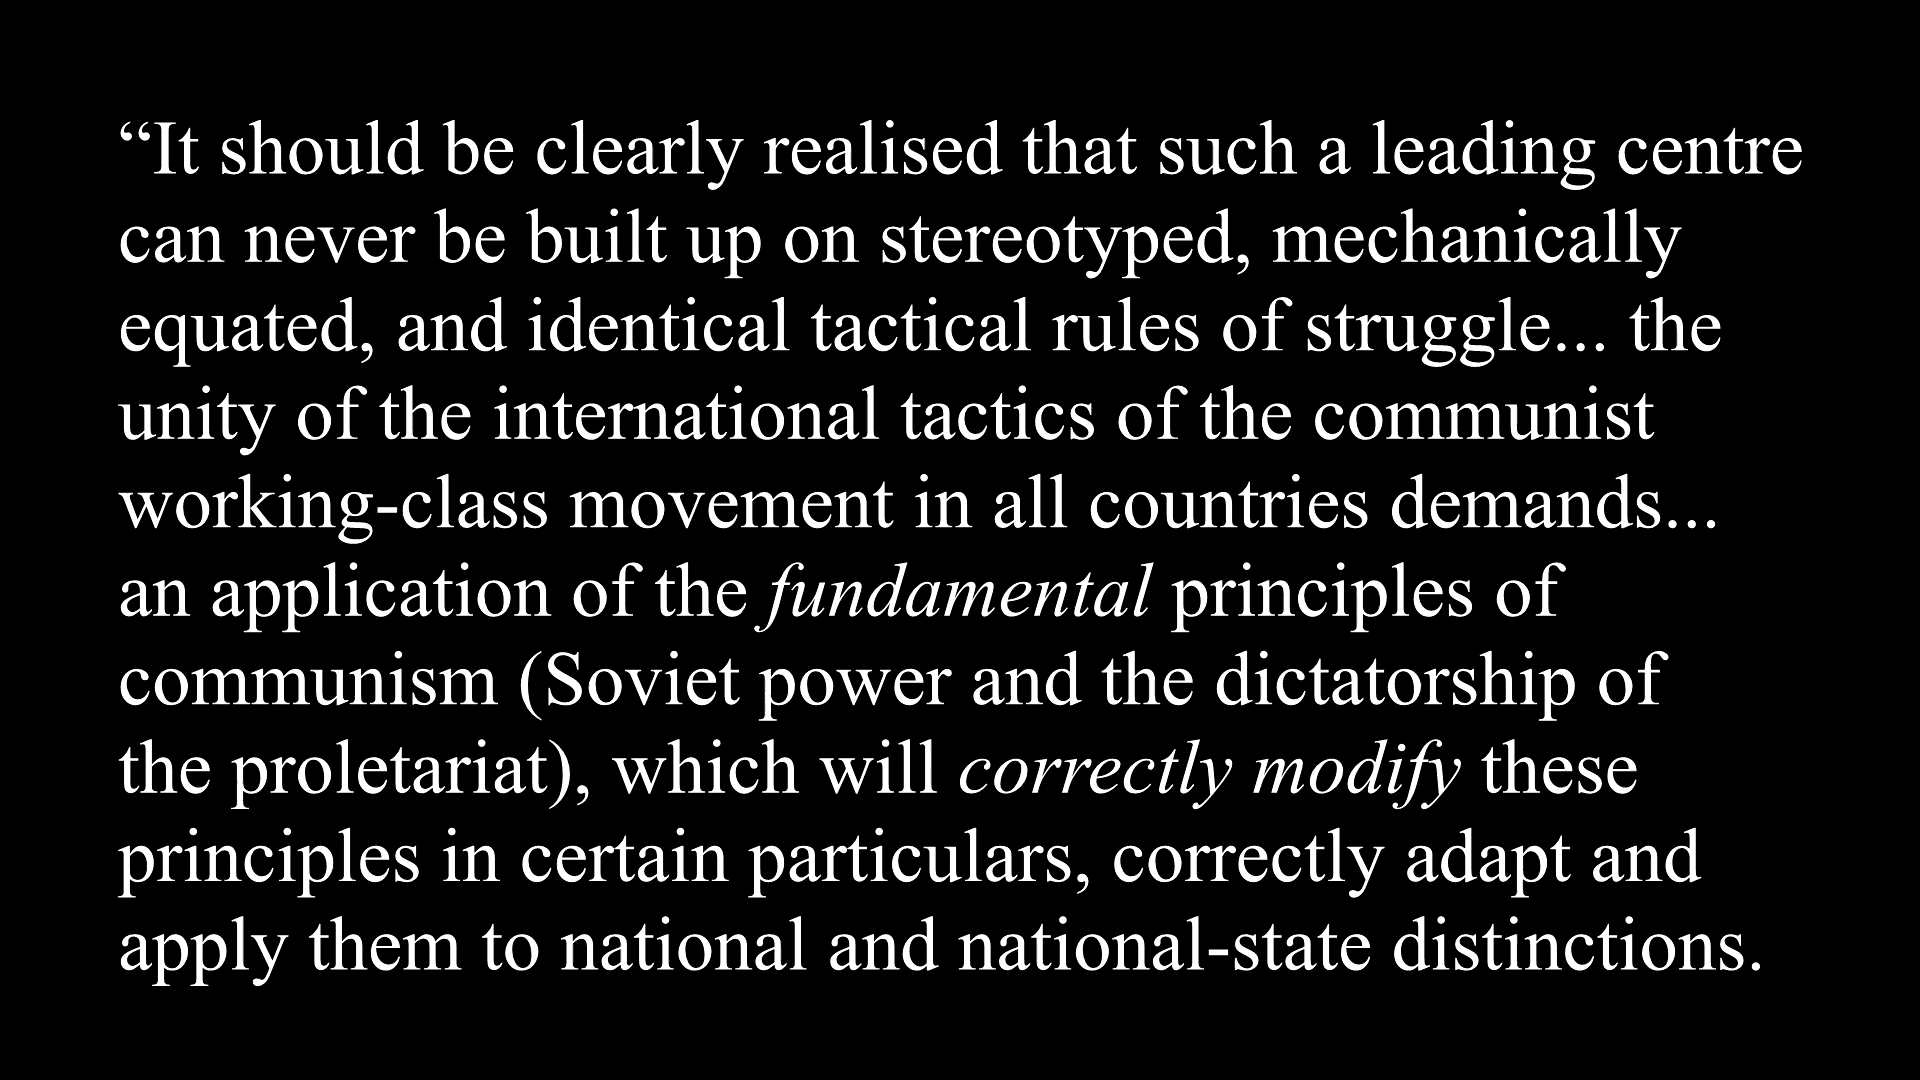 “It should be clearly realised that such a leading centre
can never be built up on stereotyped, mechanically
equated, and identical tactical rules of struggle... the
unity of the international tactics of the communist
working-class movement in all countries demands...
an application of the fundamental principles of
communism (Soviet power and the dictatorship of
the proletariat), which will correctly modify these
principles in certain particulars, correctly adapt and
apply them to national and national-state distinctions.